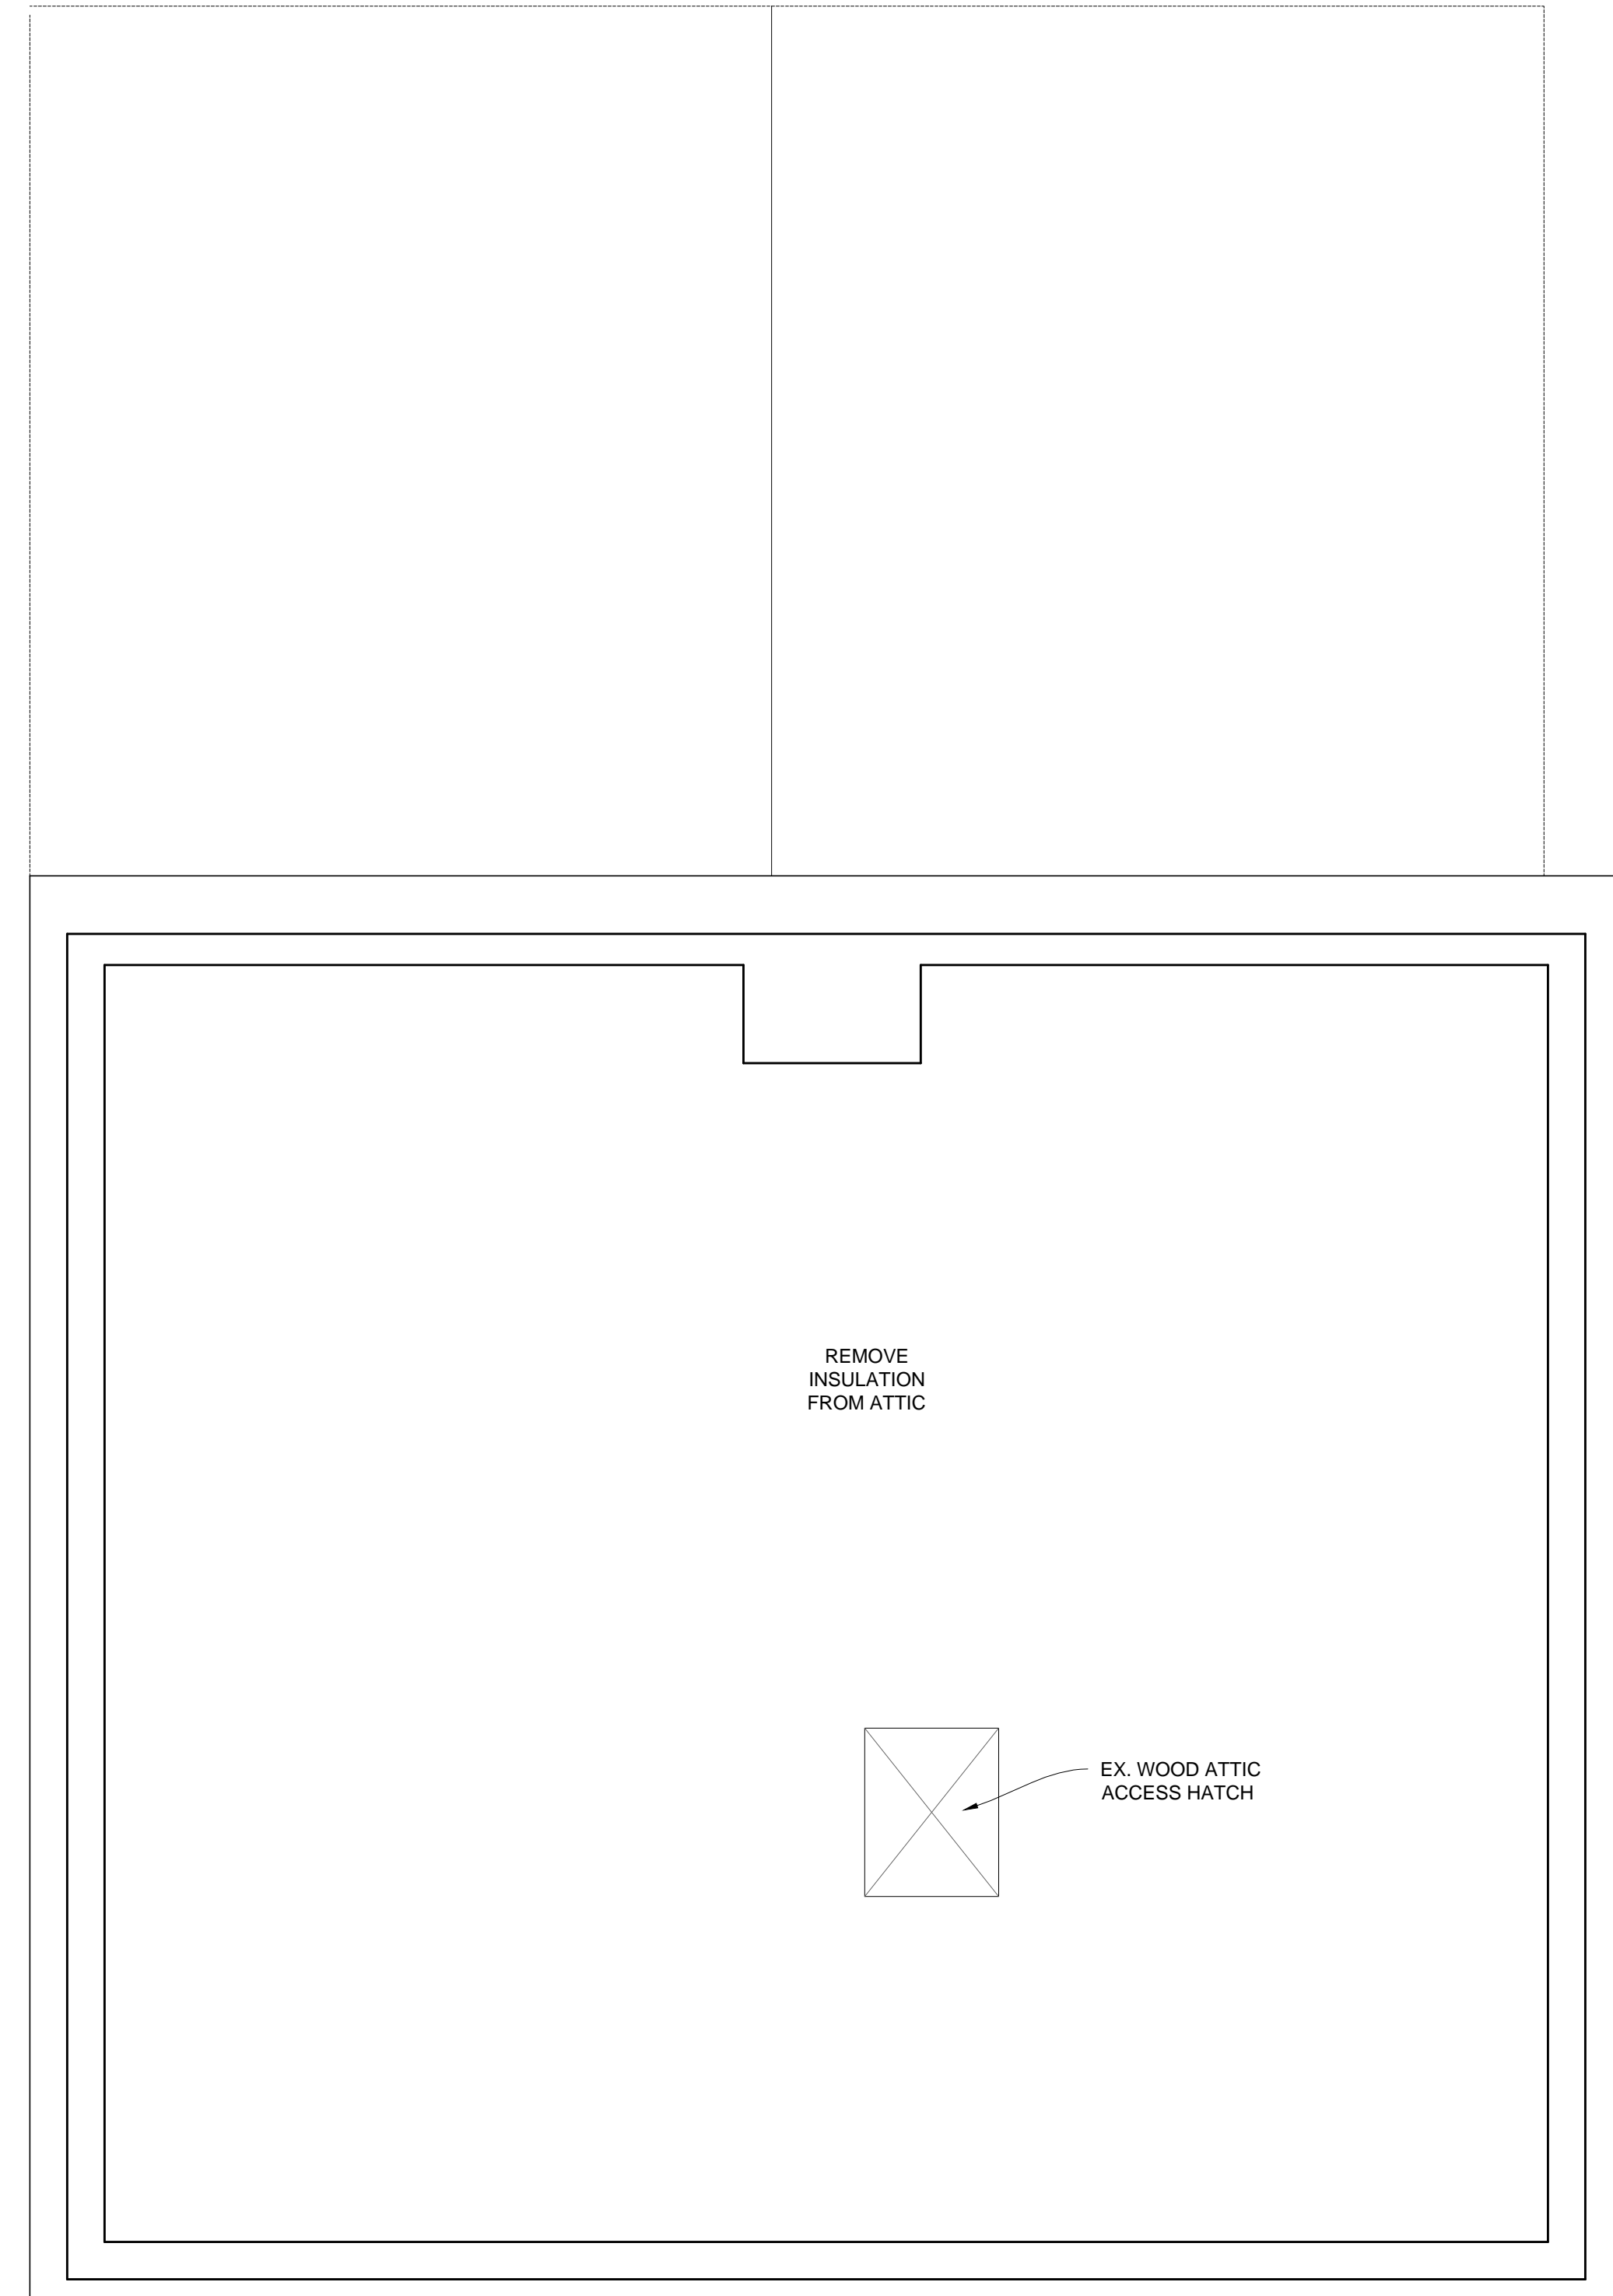 REMOVE
INSULATION
FROM ATTIC
EX. WOOD ATTIC
ACCESS HATCH